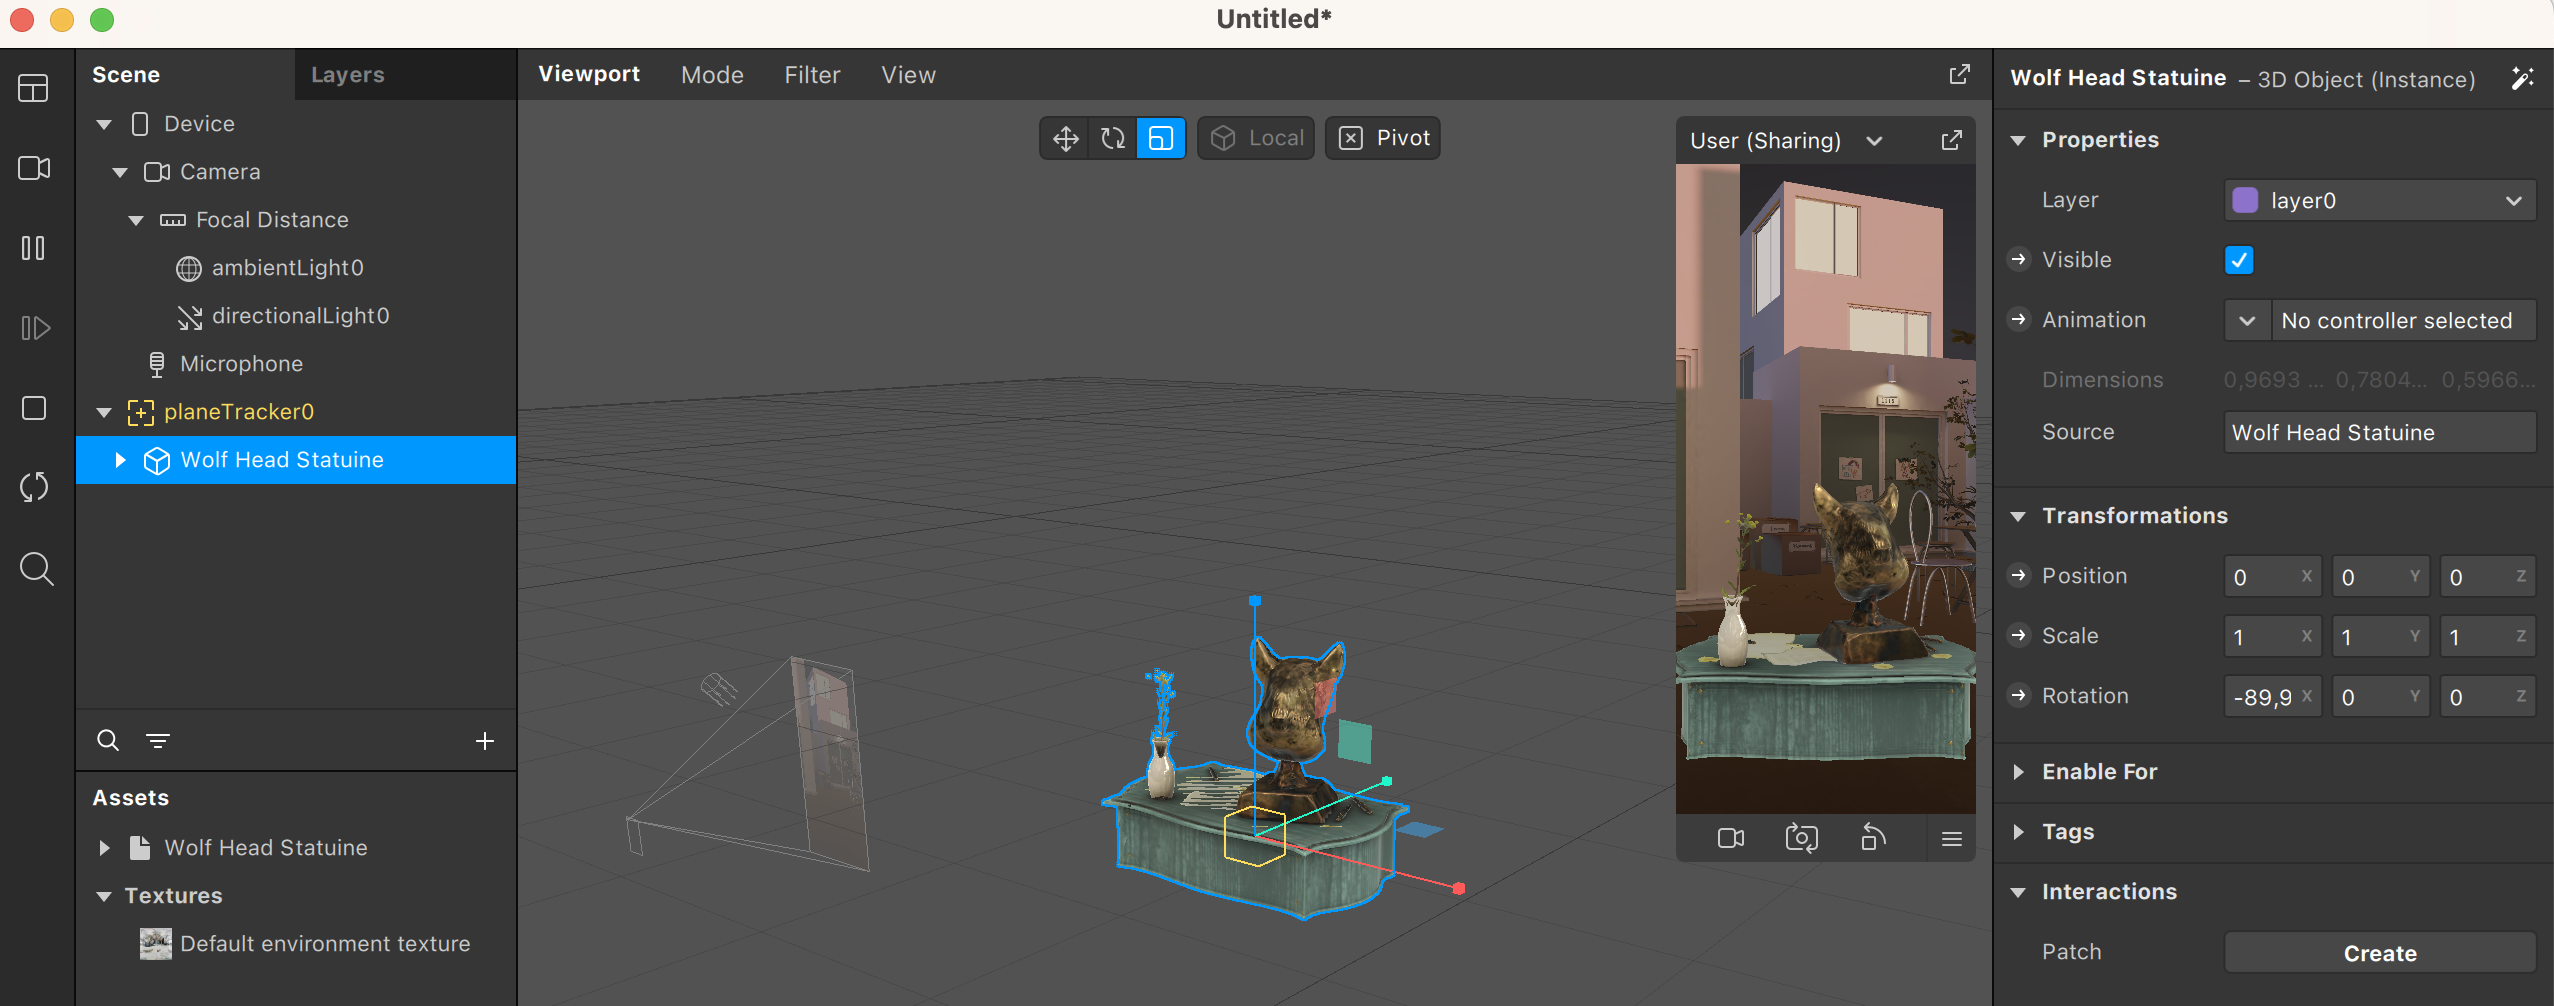 Untitled*
Scene
Layers
Device
Camera
Focal Distance
ambientLight0
directionalLight0
Microphone
planeTracker0
Wolf Head Statuine
Assets
Wolf Head Statuine
Textures
Default environment texture
Viewport Mode Filter View
Local
Pivot
User (Sharing)
Wolf Head Statuine – 3D Object (Instance)
Properties
Layer layer0
Visible
Animation No controller selected
Dimensions 0,9693 ... 0,7804... 0,5966...
Source Wolf Head Statuine
Transformations
Position 0 X 0 Y 0 Z
Scale 1 X 1 Y 1 Z
Rotation -89,9 X 0 Y 0 Z
Enable For
Tags
Interactions
Patch Create